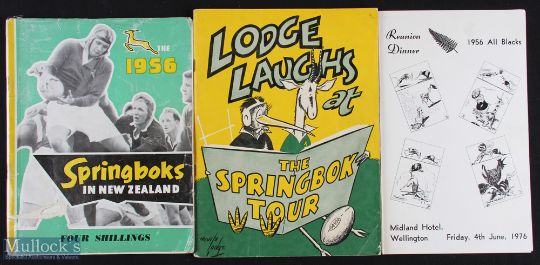 THE
1956
Springboks
IN NEW ZEALAND
FOUR SHILLINGS
Mullock's
LODGE
LAUGHS
at
THE
SPRINGBOK
TOUR
Reunion
Dinner
1956 All Blacks
Midland Hotel.
Wellington Friday. 4th June, 1976